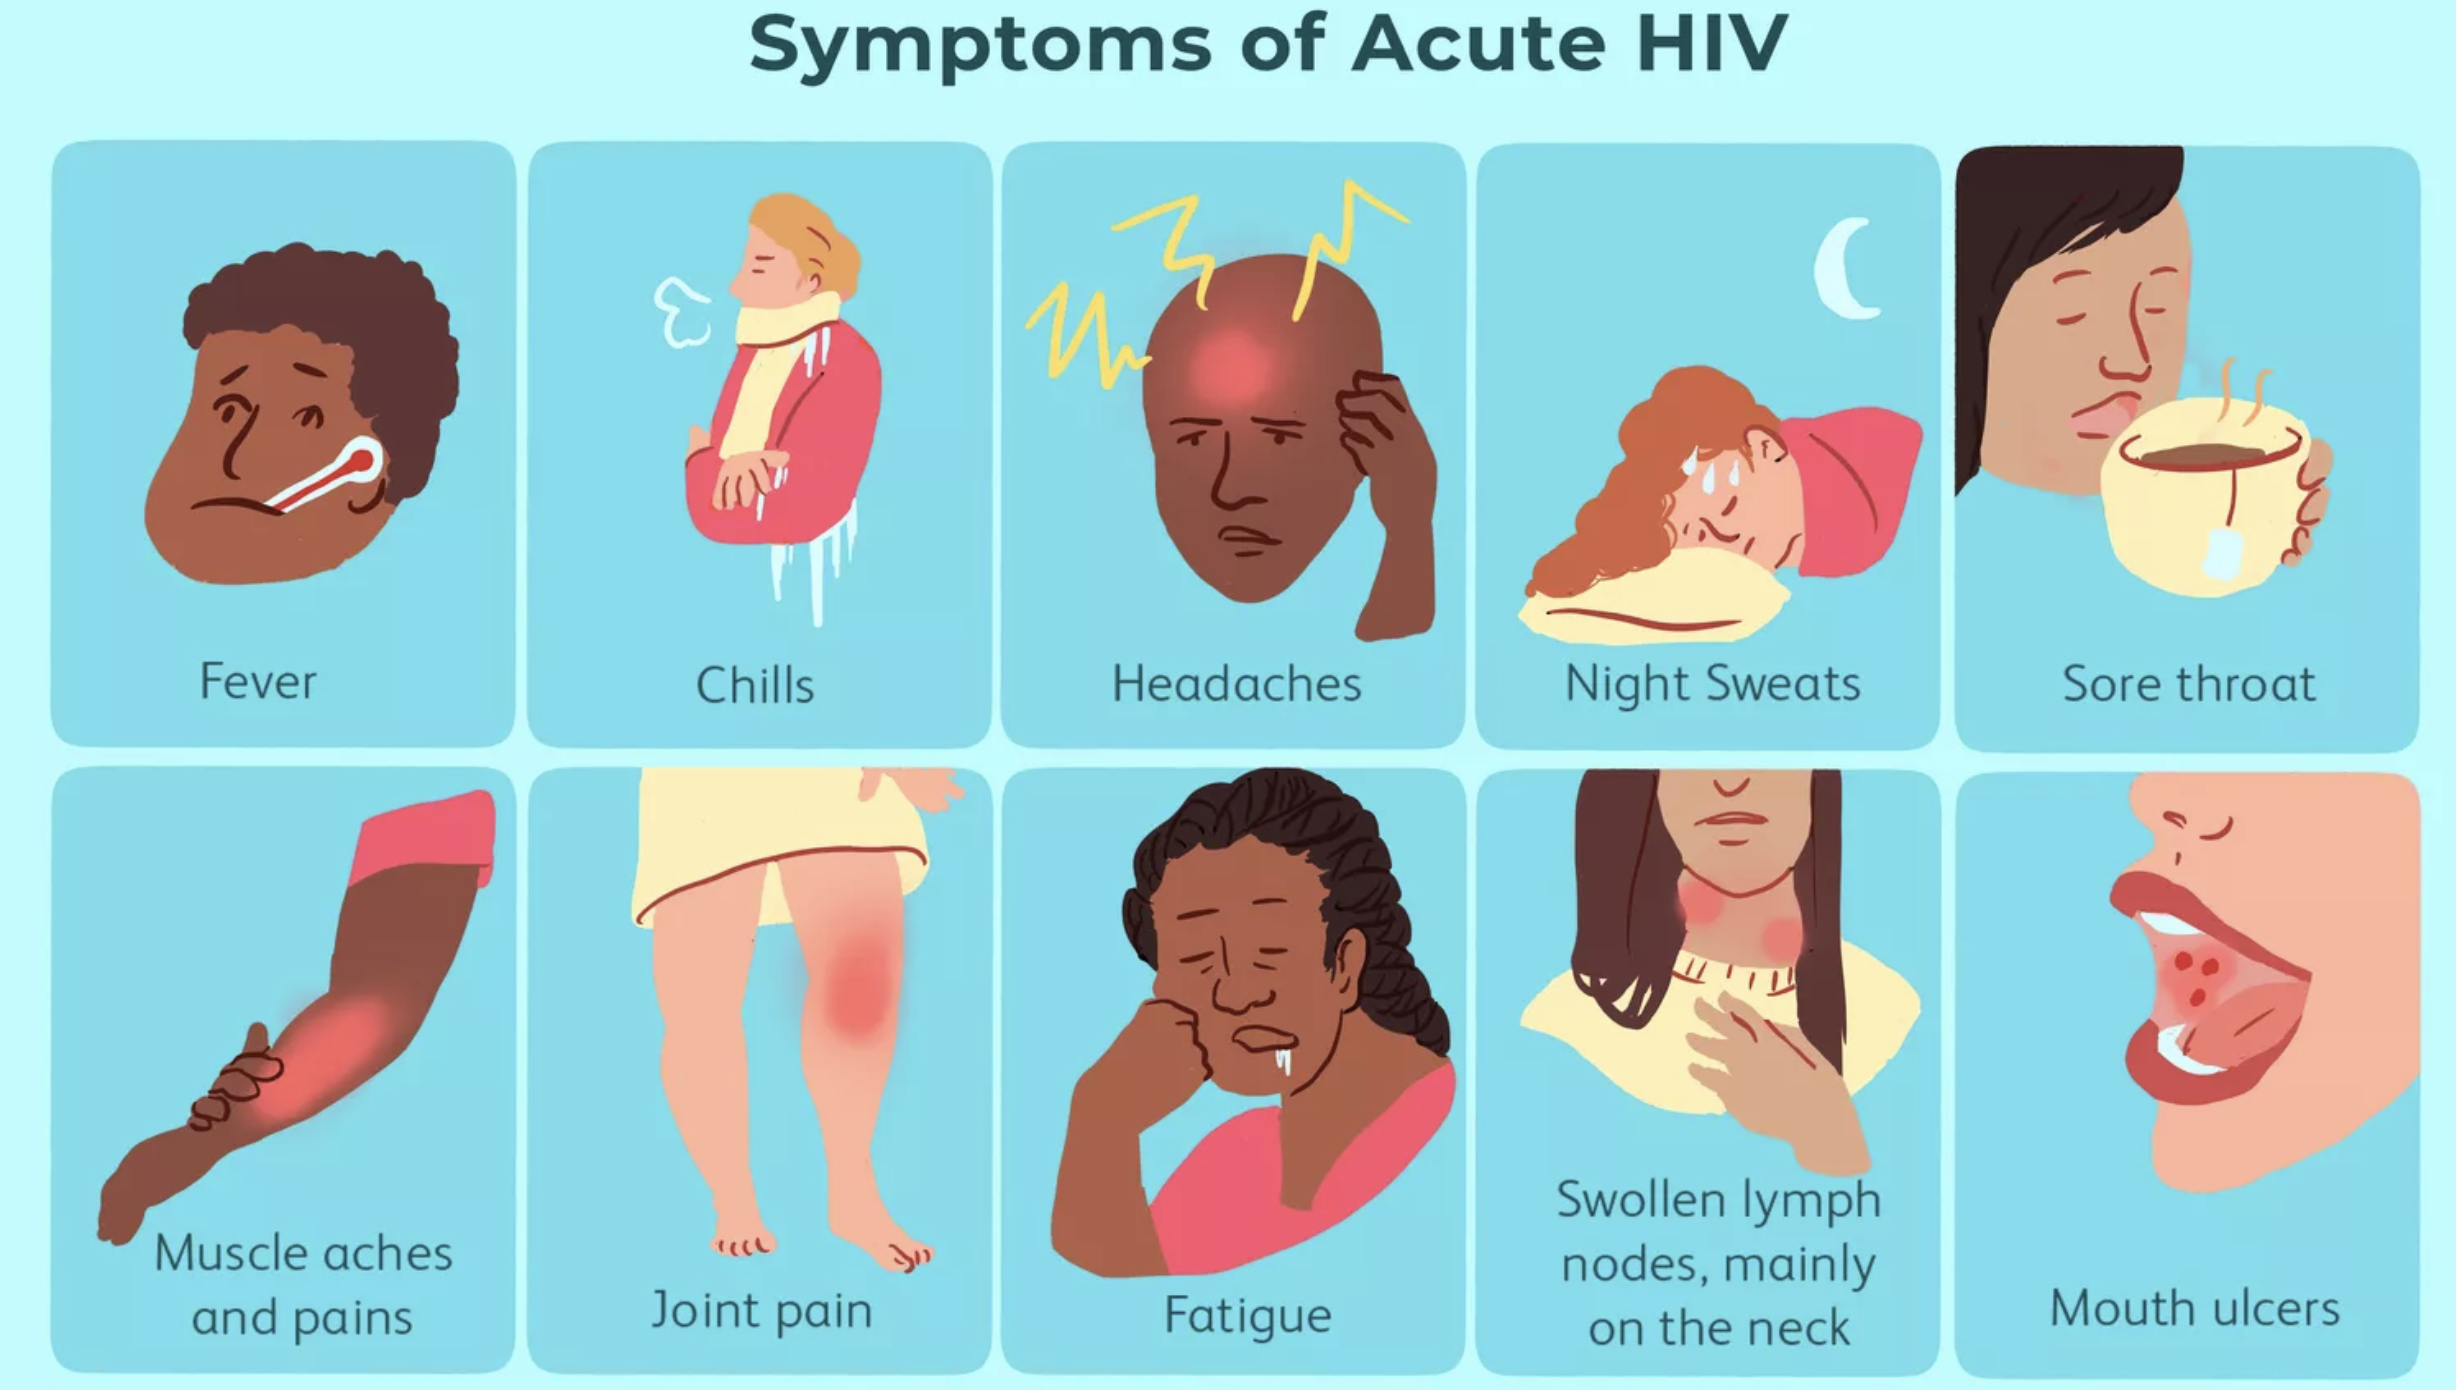 Symptoms of Acute HIV
Fever
Chills
Headaches
Night Sweats
Sore throat
Muscle aches
and pains
Joint pain
Fatigue
Swollen lymph
nodes, mainly
on the neck
Mouth ulcers